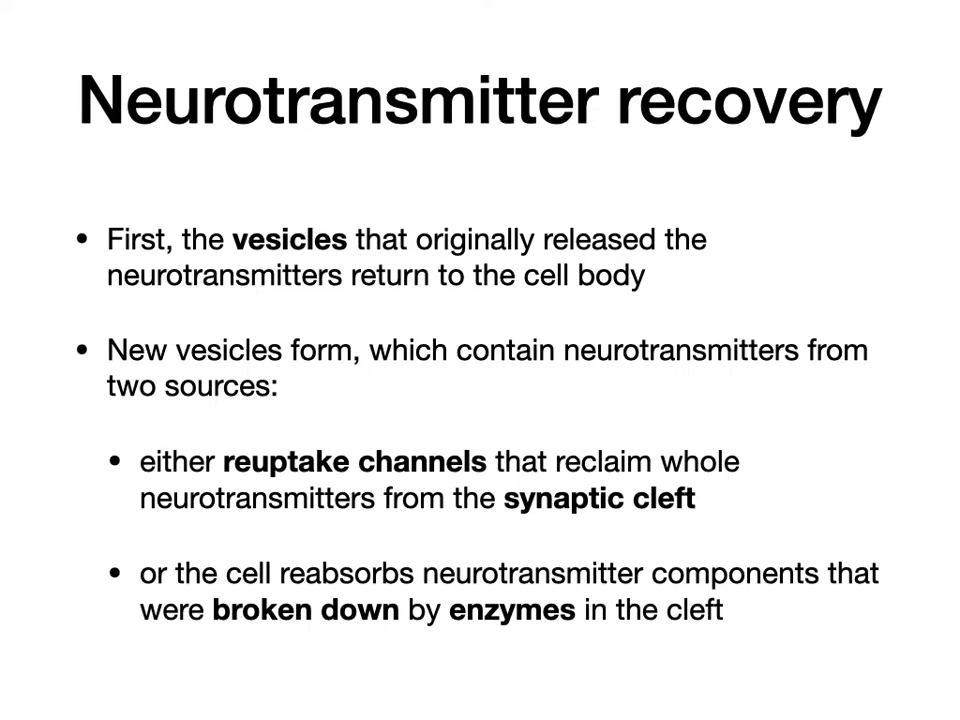 Neurotransmitter recovery
• First, the vesicles that originally released the
neurotransmitters return to the cell body
• New vesicles form, which contain neurotransmitters from
two sources:
• either reuptake channels that reclaim whole
neurotransmitters from the synaptic cleft
• or the cell reabsorbs neurotransmitter components that
were broken down by enzymes in the cleft